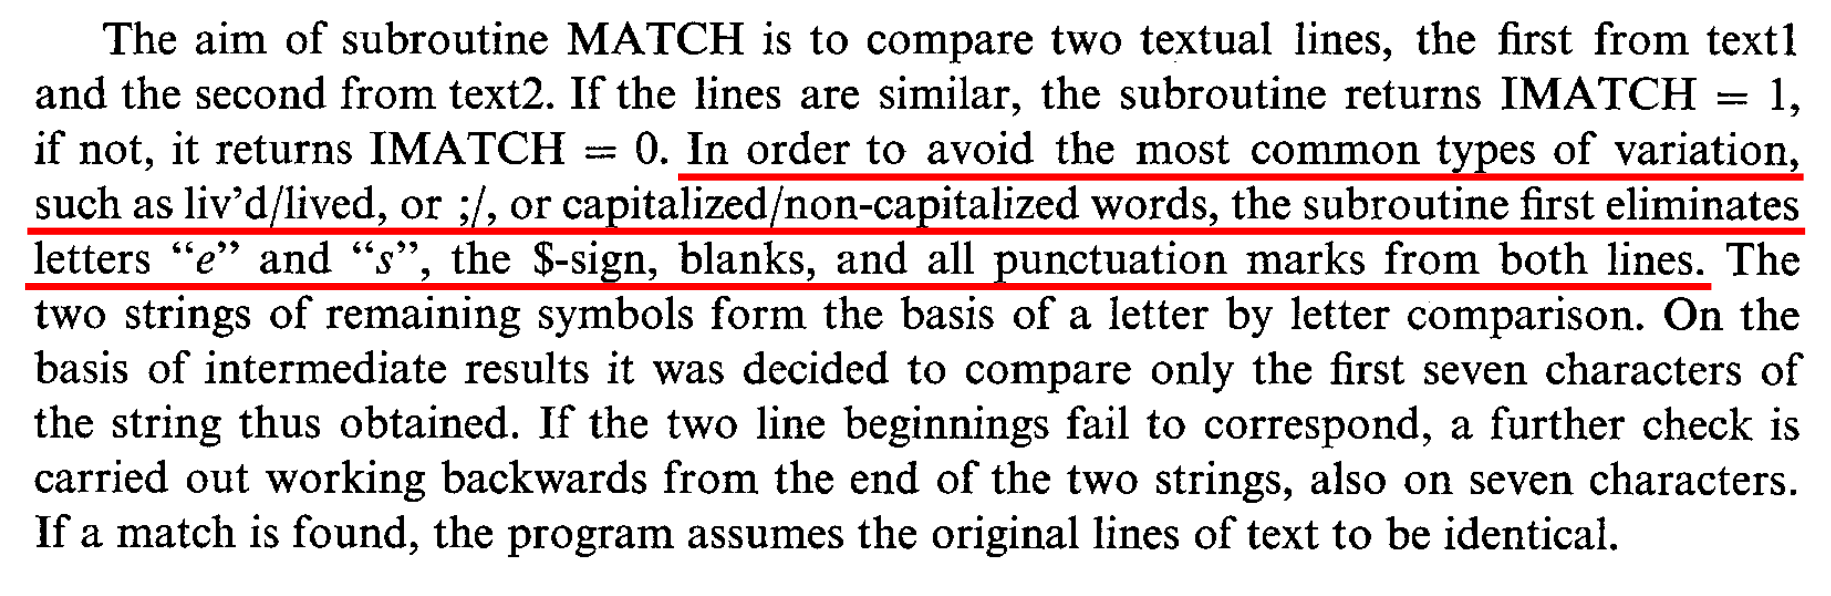 The aim of subroutine MATCH is to compare two textual lines, the first from text1
and the second from text2. If the lines are similar, the subroutine returns IMATCH = 1,
if not, it returns IMATCH = 0. In order to avoid the most common types of variation,
such as liv’d/lived, or ;/, or capitalized/non-capitalized words, the subroutine first eliminates
letters “e” and “s”, the $-sign, blanks, and all punctuation marks from both lines. The
two strings of remaining symbols form the basis of a letter by letter comparison. On the
basis of intermediate results it was decided to compare only the first seven characters of
the string thus obtained. If the two line beginnings fail to correspond, a further check is
carried out working backwards from the end of the two strings, also on seven characters.
If a match is found, the program assumes the original lines of text to be identical.